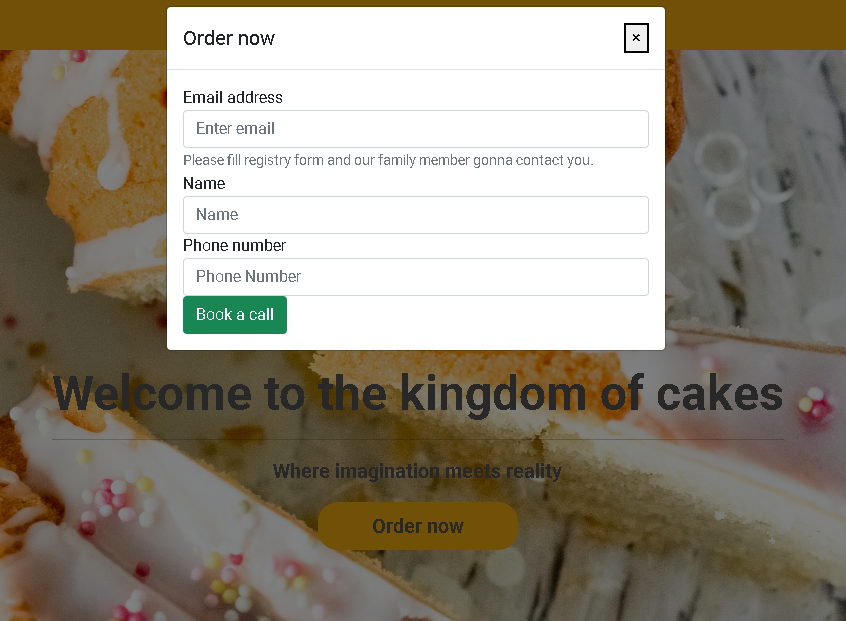 Order now
×
Email address
Enter email
Please fill registry form and our family member gonna contact you.
Name
Name
Phone number
Phone Number
Book a call
Welcome to the kingdom of cakes
Where imagination meets reality
Order now